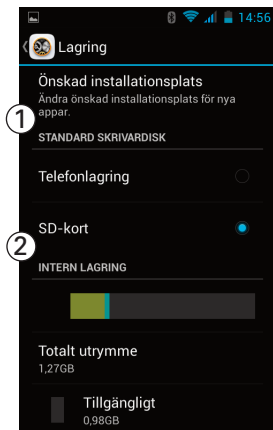 14:56
Lagring
Önskad installationsplats
Ändra önskad installationsplats för nya
appar.
1
STANDARD SKRIVARDISK
Telefonlagring
SD-kort
2
INTERN LAGRING
Totalt utrymme
1,27GB
Tillgängligt
0,98GB